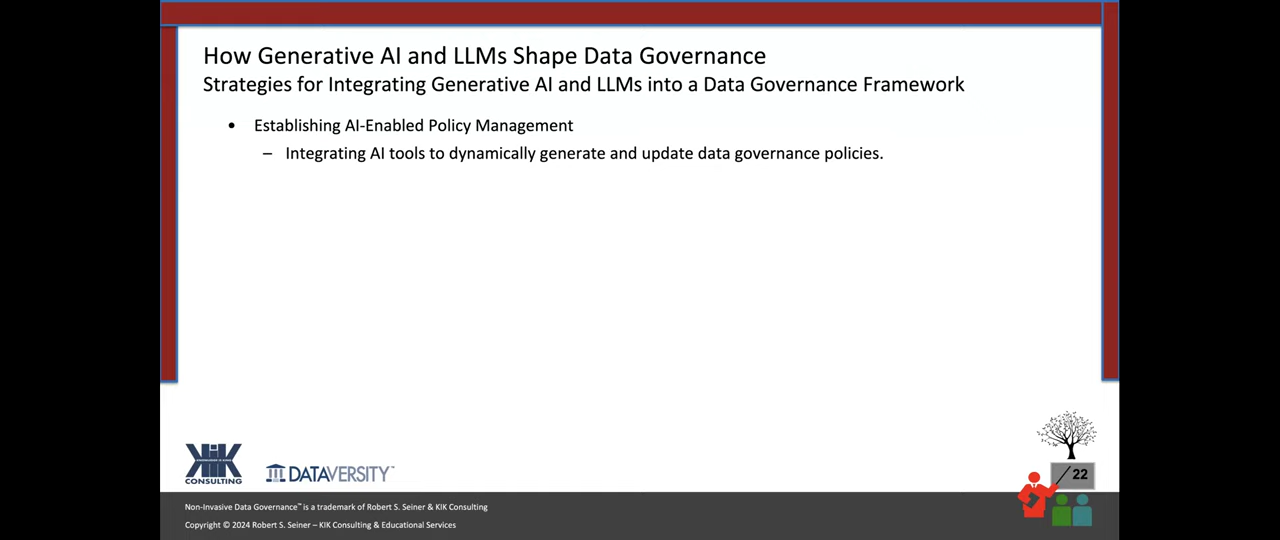 How Generative AI and LLMs Shape Data Governance
Strategies for Integrating Generative AI and LLMs into a Data Governance Framework
• Establishing AI-Enabled Policy Management
– Integrating AI tools to dynamically generate and update data governance policies.
KIK
CONSULTING
DATAVERSITY™
22
Non-Invasive Data Governance™ is a trademark of Robert S. Seiner & KIK Consulting
Copyright © 2024 Robert S. Seiner – KIK Consulting & Educational Services